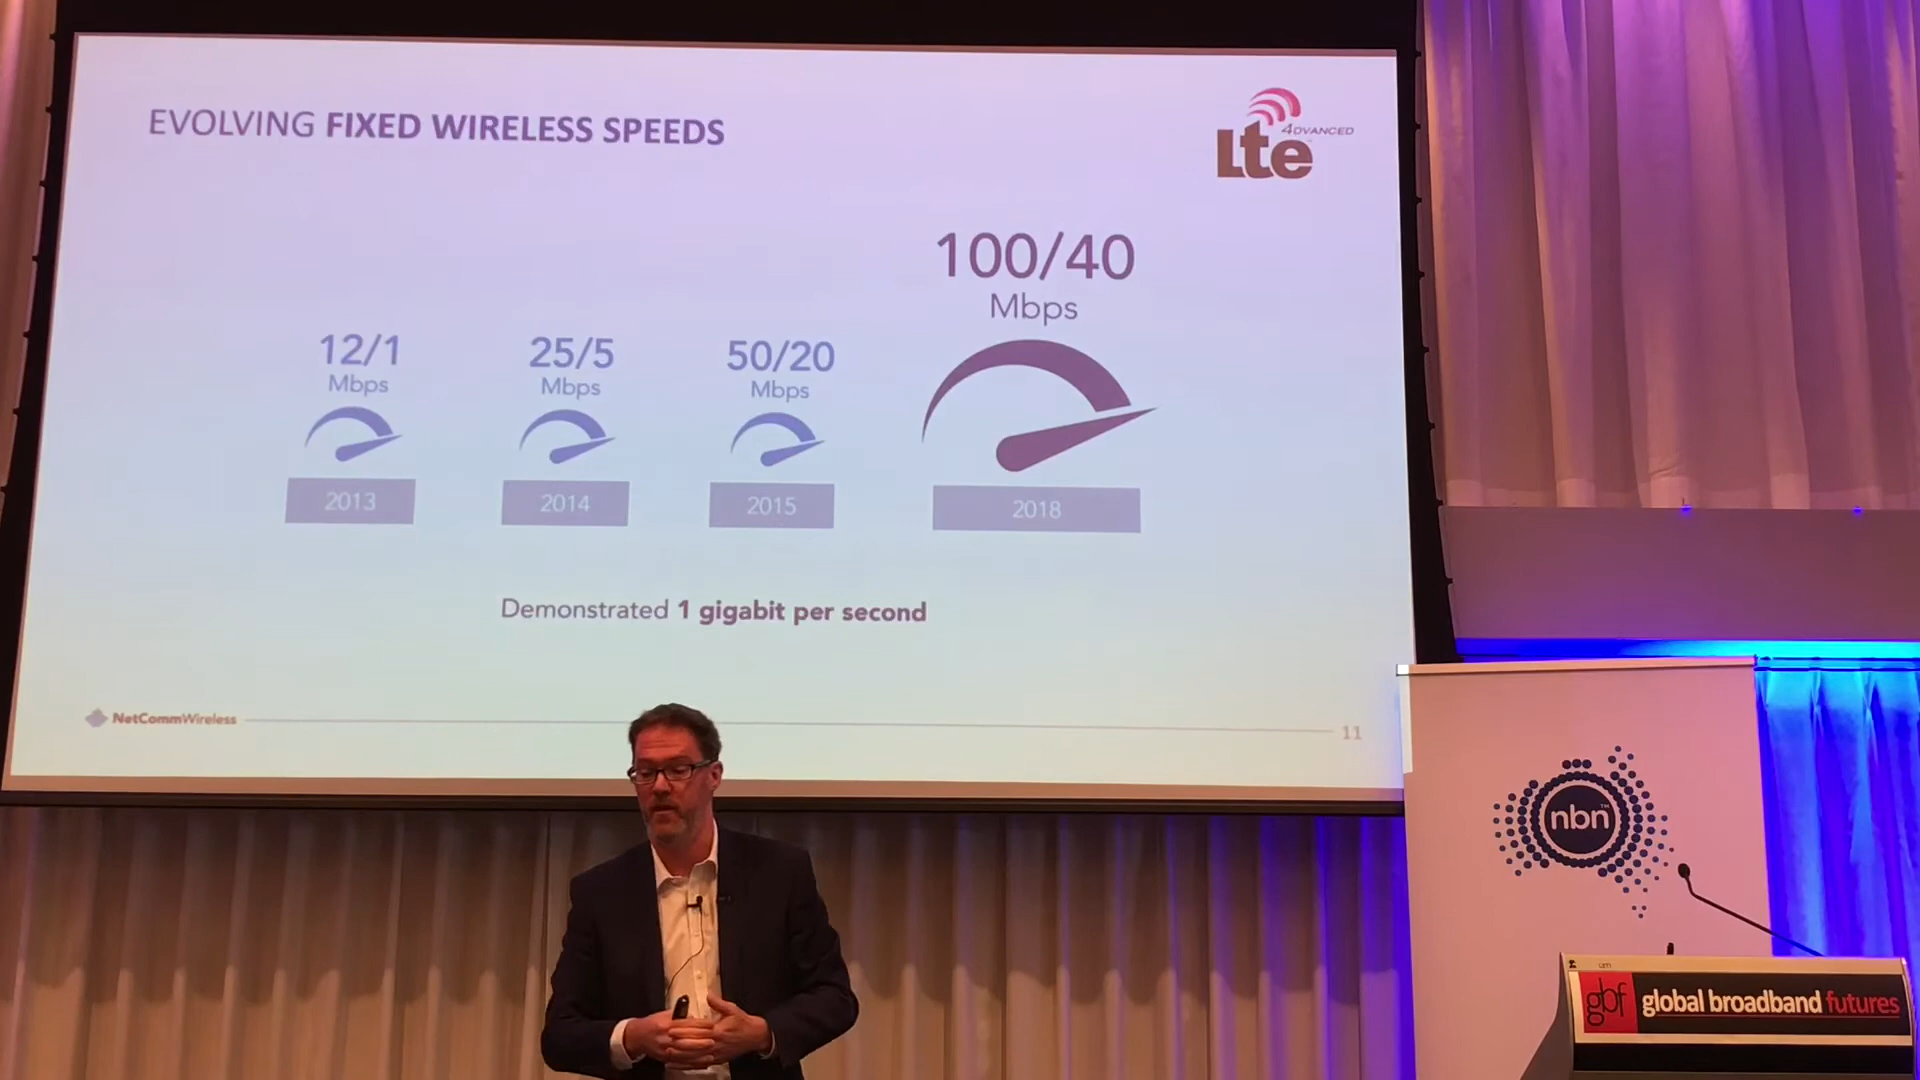 EVOLVING FIXED WIRELESS SPEEDS
4DVANCED
Lte
100/40
Mbps
12/1
Mbps
25/5
Mbps
50/20
Mbps
2013
2014
2015
2018
Demonstrated 1 gigabit per second
NetCommWireless
11
nbn™
gbf global broadband futures